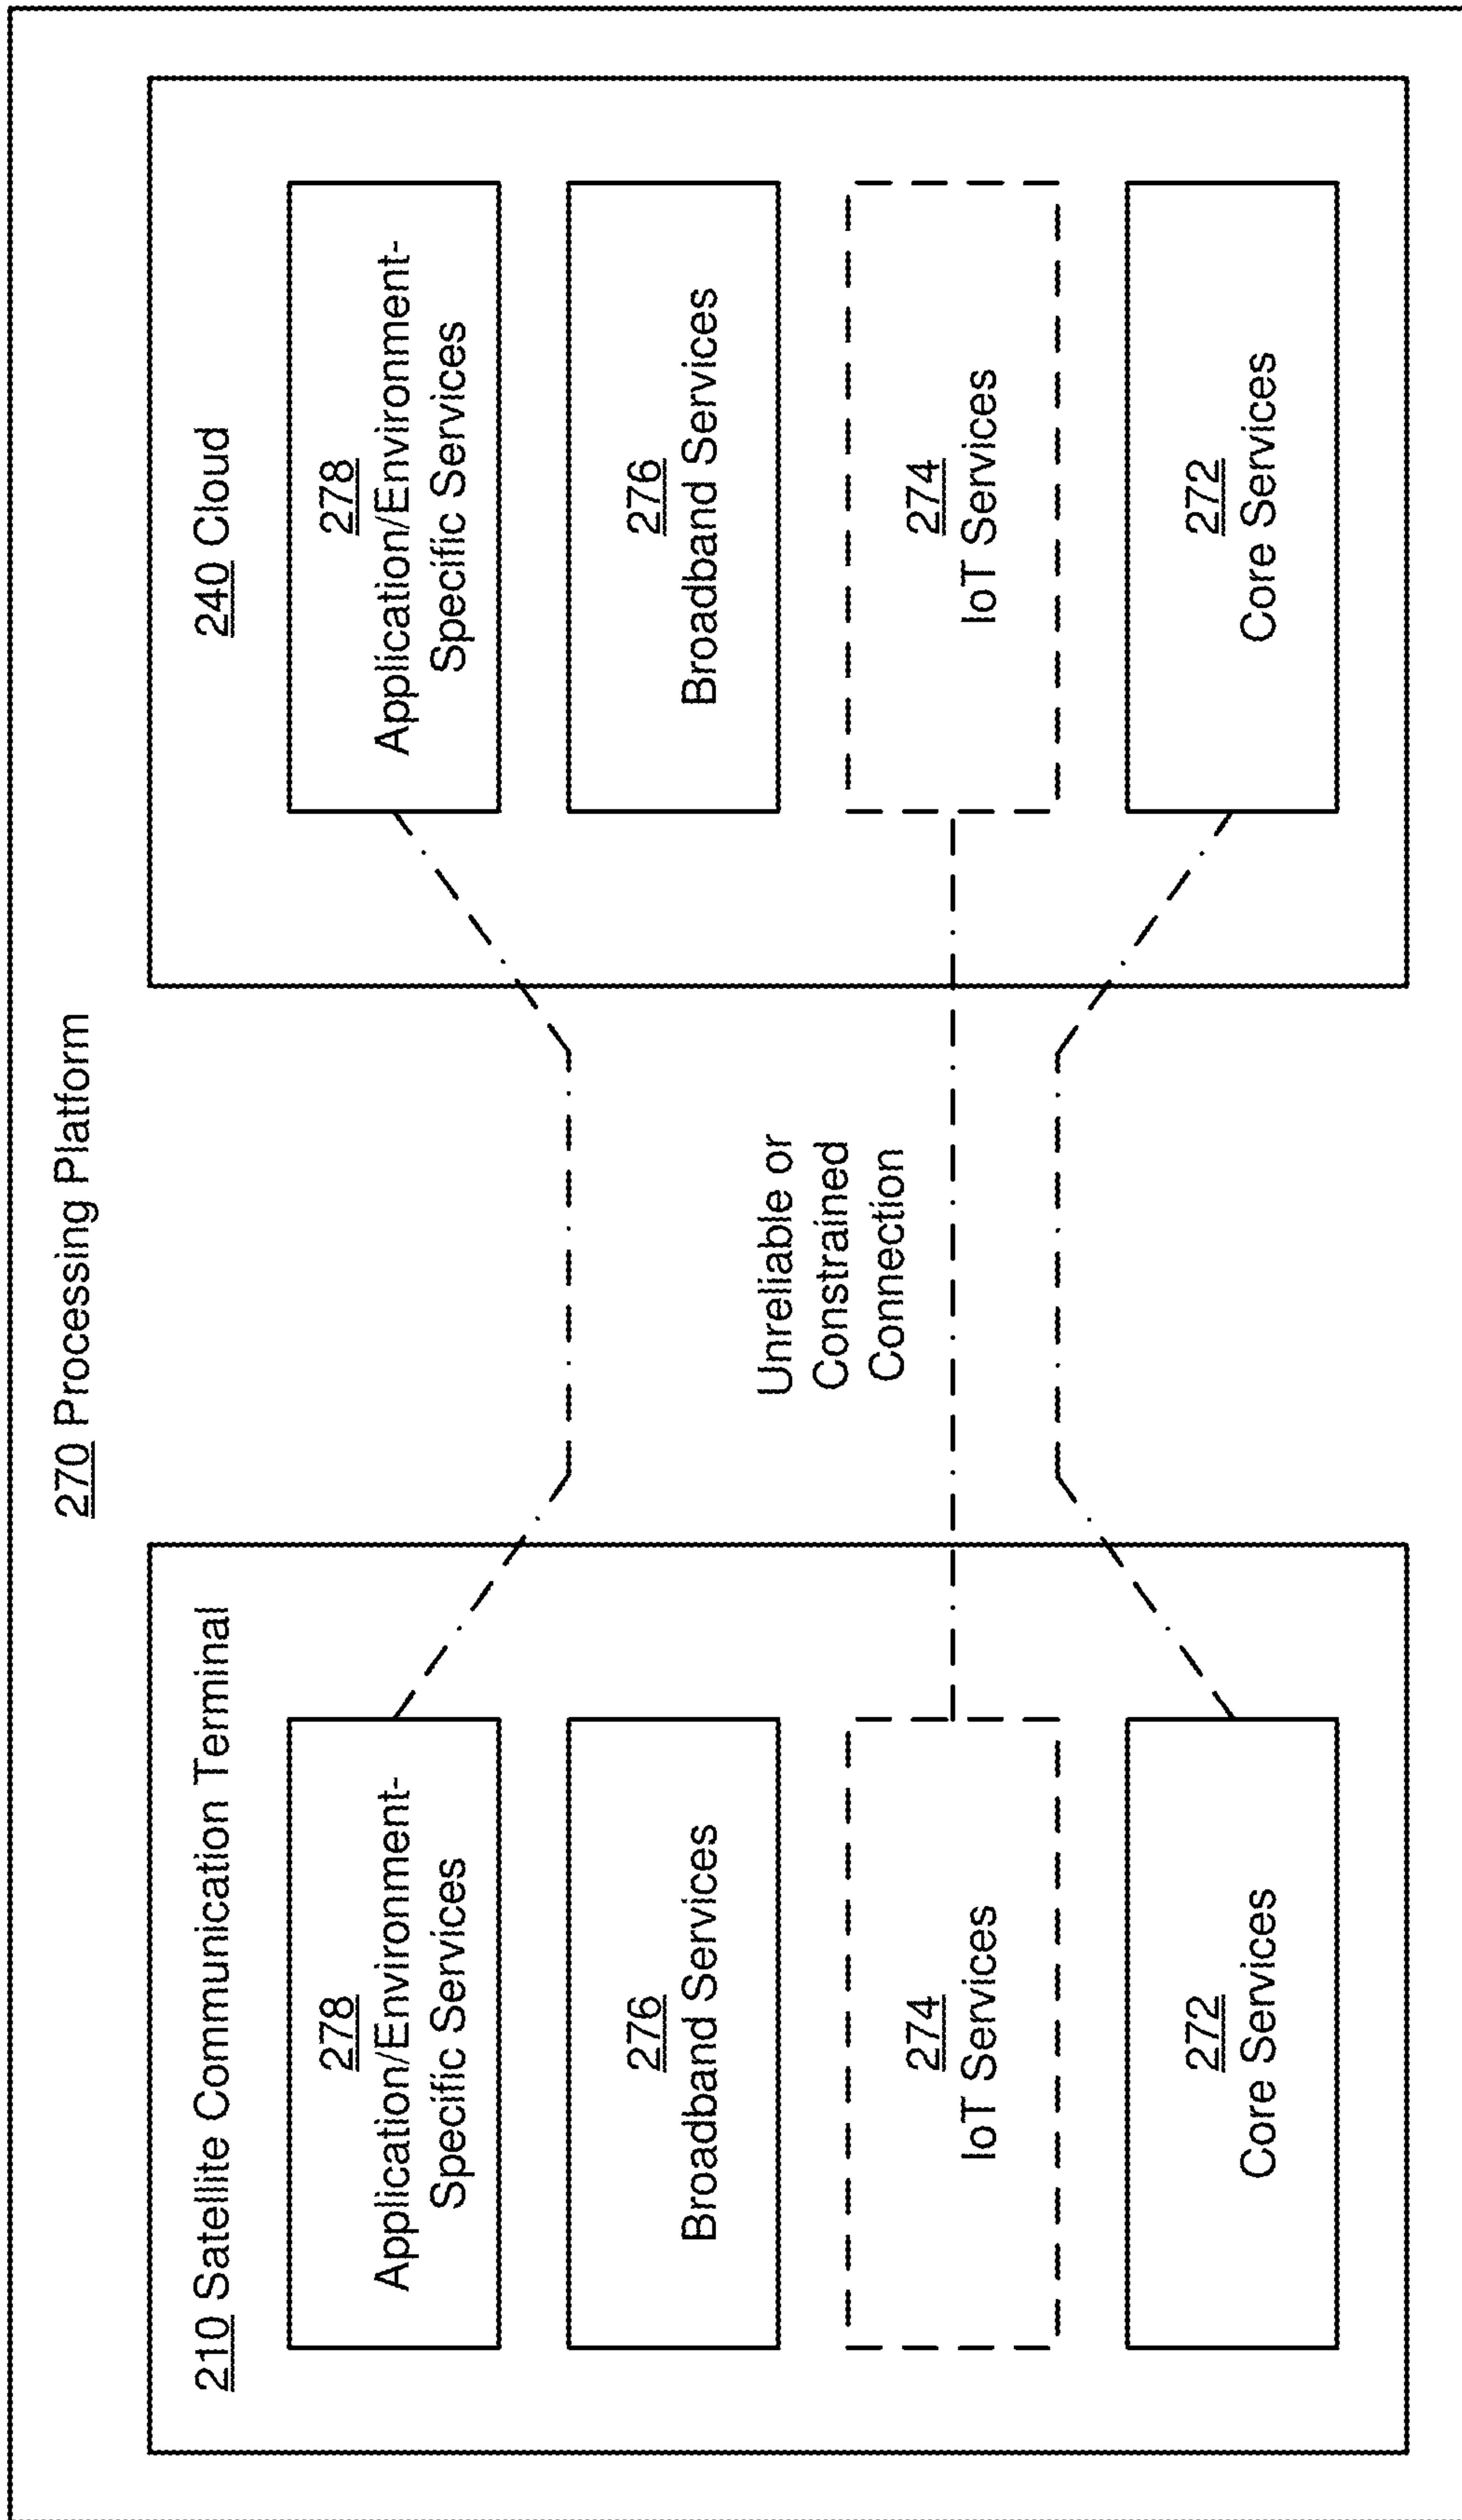 270 Processing Platform
210 Satellite Communication Terminal
278
Application/Environment-
Specific Services
276
Broadband Services
274
IoT Services
272
Core Services
Unreliable or
Constrained
Connection
240 Cloud
278
Application/Environment-
Specific Services
276
Broadband Services
274
IoT Services
272
Core Services